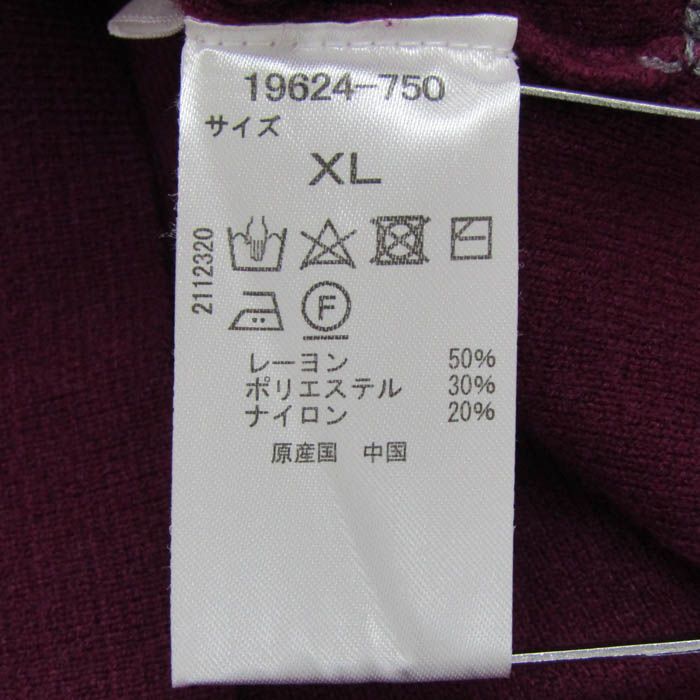 19624-750
サイズ
XL
2112320
F
レーヨン 50%
ポリエステル 30%
ナイロン 20%
原産国 中国